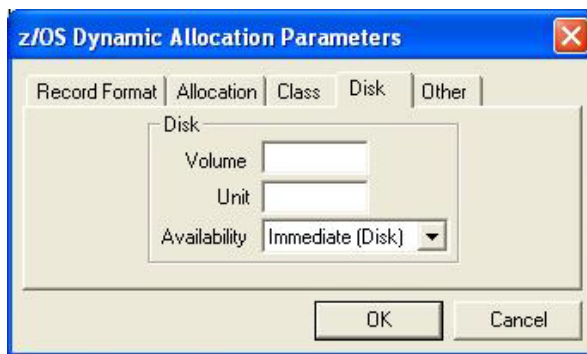 z/OS Dynamic Allocation Parameters
Record Format Allocation Class Disk Other
Disk
Volume
Unit
Availability Immediate (Disk)
OK Cancel